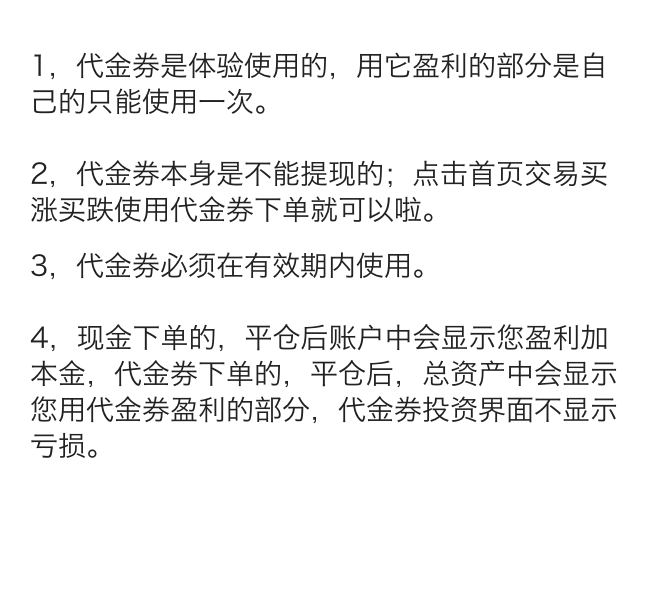 1，代金券是体验使用的，用它盈利的部分是自
己的只能使用一次。
2，代金券本身是不能提现的；点击首页交易买
涨买跌使用代金券下单就可以啦。
3，代金券必须在有效期内使用。
4，现金下单的，平仓后账户中会显示您盈利加
本金，代金券下单的，平仓后，总资产中会显示
您用代金券盈利的部分，代金券投资界面不显示
亏损。